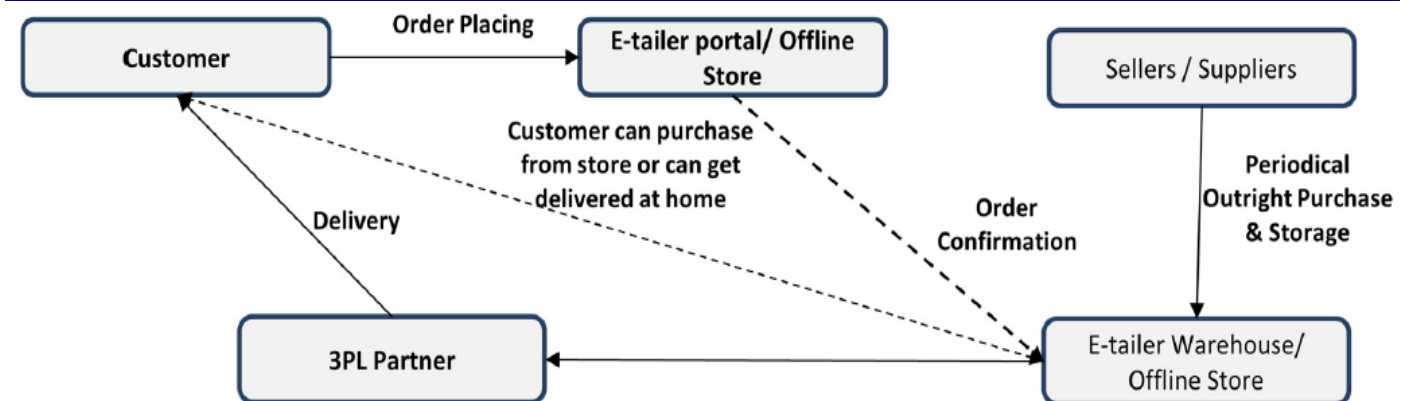 Order Placing
Customer
E-tailer portal/ Offline
Store
Sellers / Suppliers
Customer can purchase
from store or can get
delivered at home
Periodical
Outright Purchase
& Storage
Delivery
Order
Confirmation
3PL Partner
E-tailer Warehouse/
Offline Store